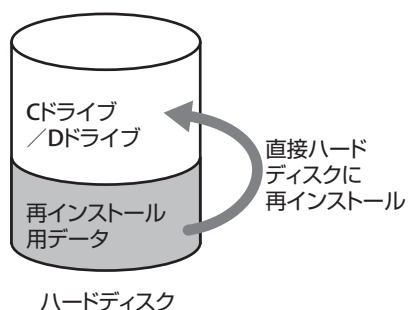 Cドライブ
／Dドライブ
直接ハード
ディスクに
再インストール
再インストール
用データ
ハードディスク